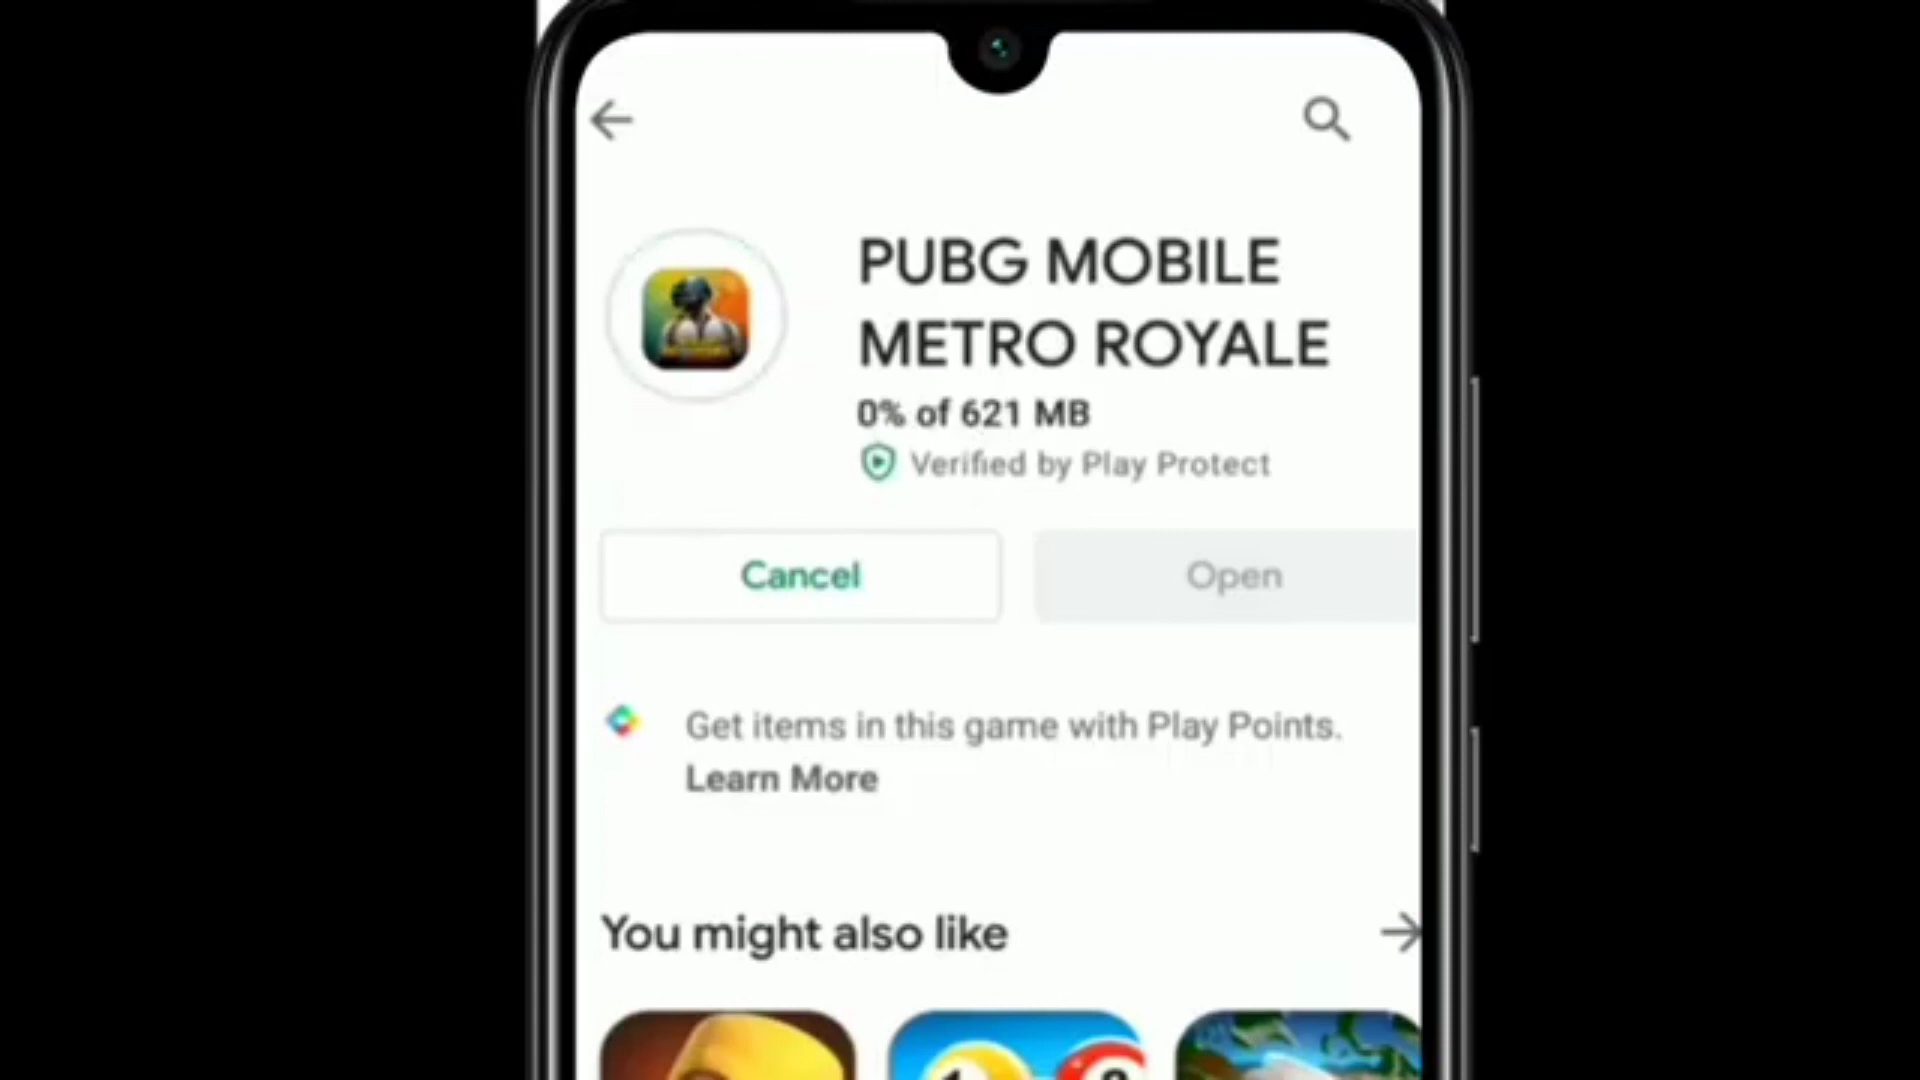 PUBG MOBILE
METRO ROYALE
0% of 621 MB
Verified by Play Protect
Cancel
Open
Get items in this game with Play Points.
Learn More
You might also like